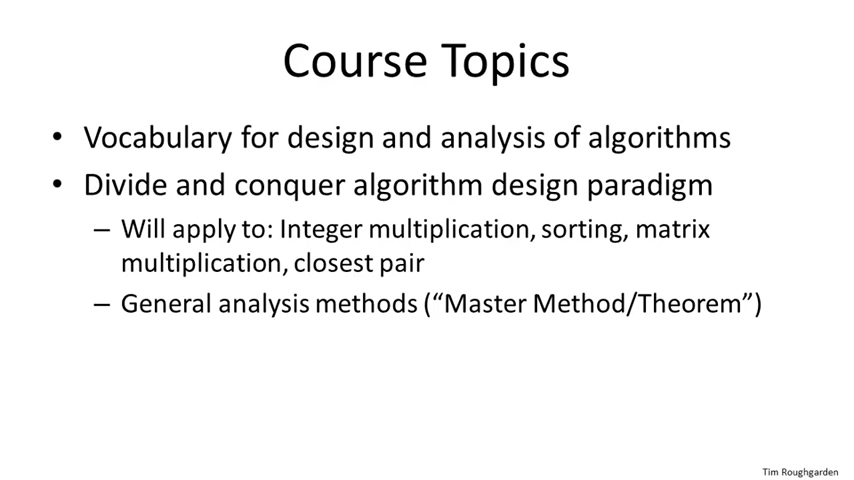 Course Topics
• Vocabulary for design and analysis of algorithms
• Divide and conquer algorithm design paradigm
– Will apply to: Integer multiplication, sorting, matrix
multiplication, closest pair
– General analysis methods (“Master Method/Theorem”)
Tim Roughgarden